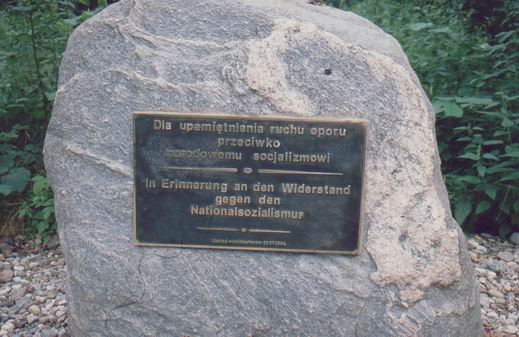 Dla upamiętnienia ruchu oporu
przeciwko
narodowemu socjalizmowi
In Erinnerung an den Widerstand
gegen den
Nationalsozialismus